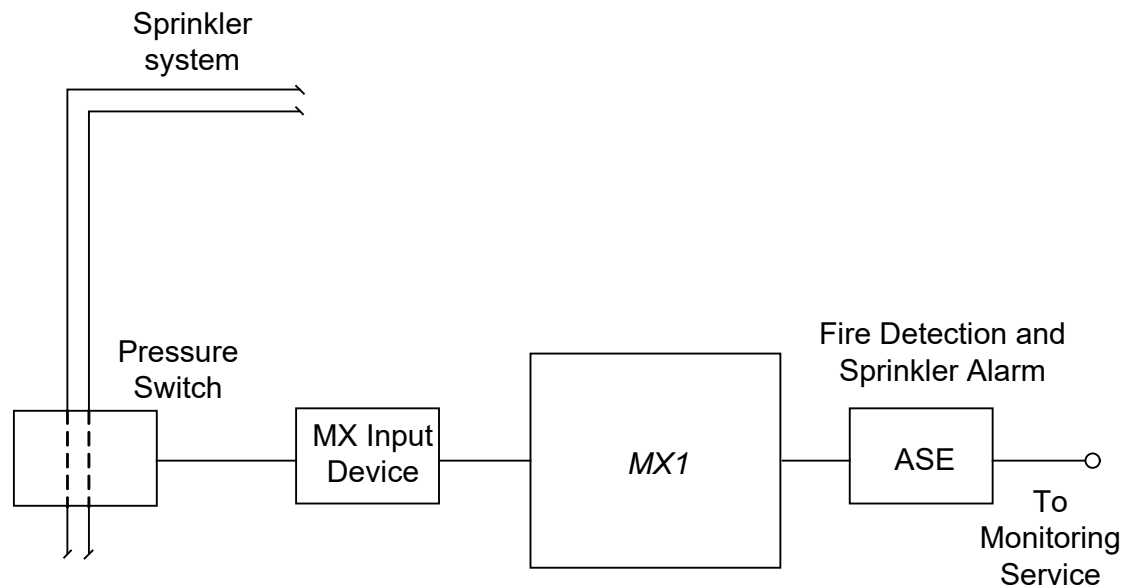 Sprinkler
system
Pressure
Switch
MX Input
Device
MX1
Fire Detection and
Sprinkler Alarm
ASE
To
Monitoring
Service